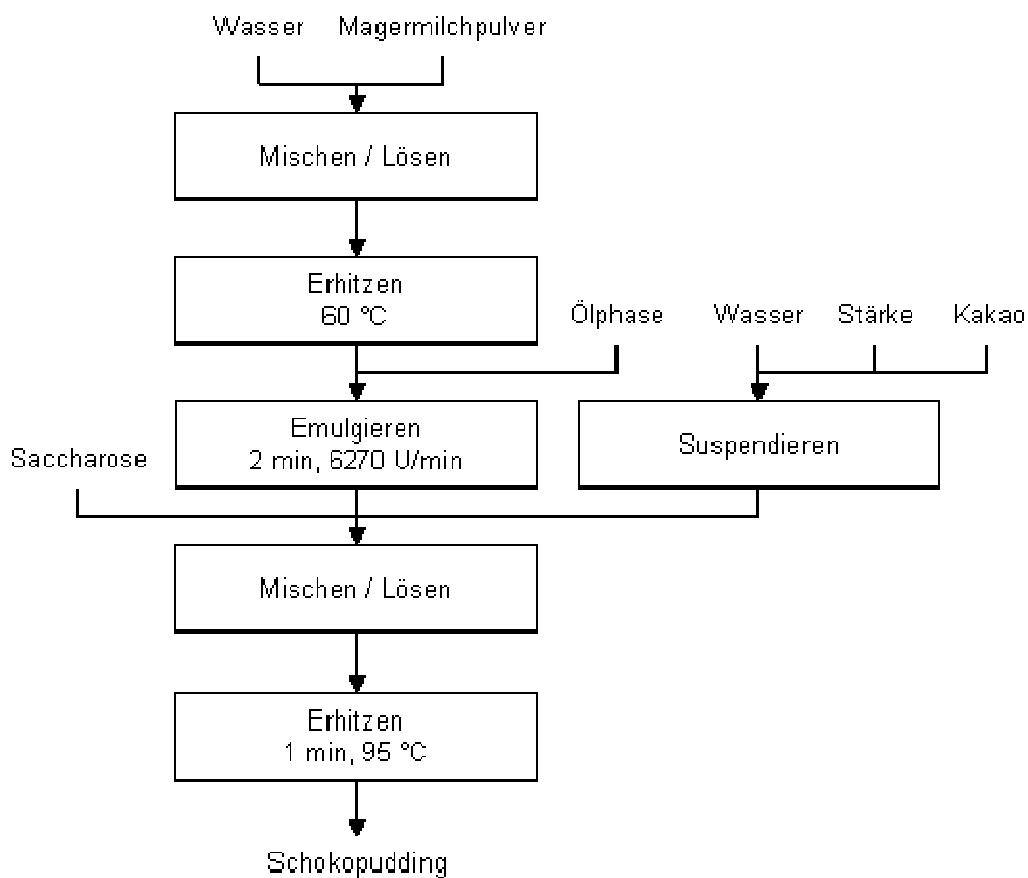 Wasser Magermilchpulver
Mischen / Lösen
Erhitzen
60 °C
Ölphase Wasser Stärke Kakao
Emulgieren
2 min, 6270 U/min
Suspendieren
Saccharose
Mischen / Lösen
Erhitzen
1 min, 95 °C
Schokopudding